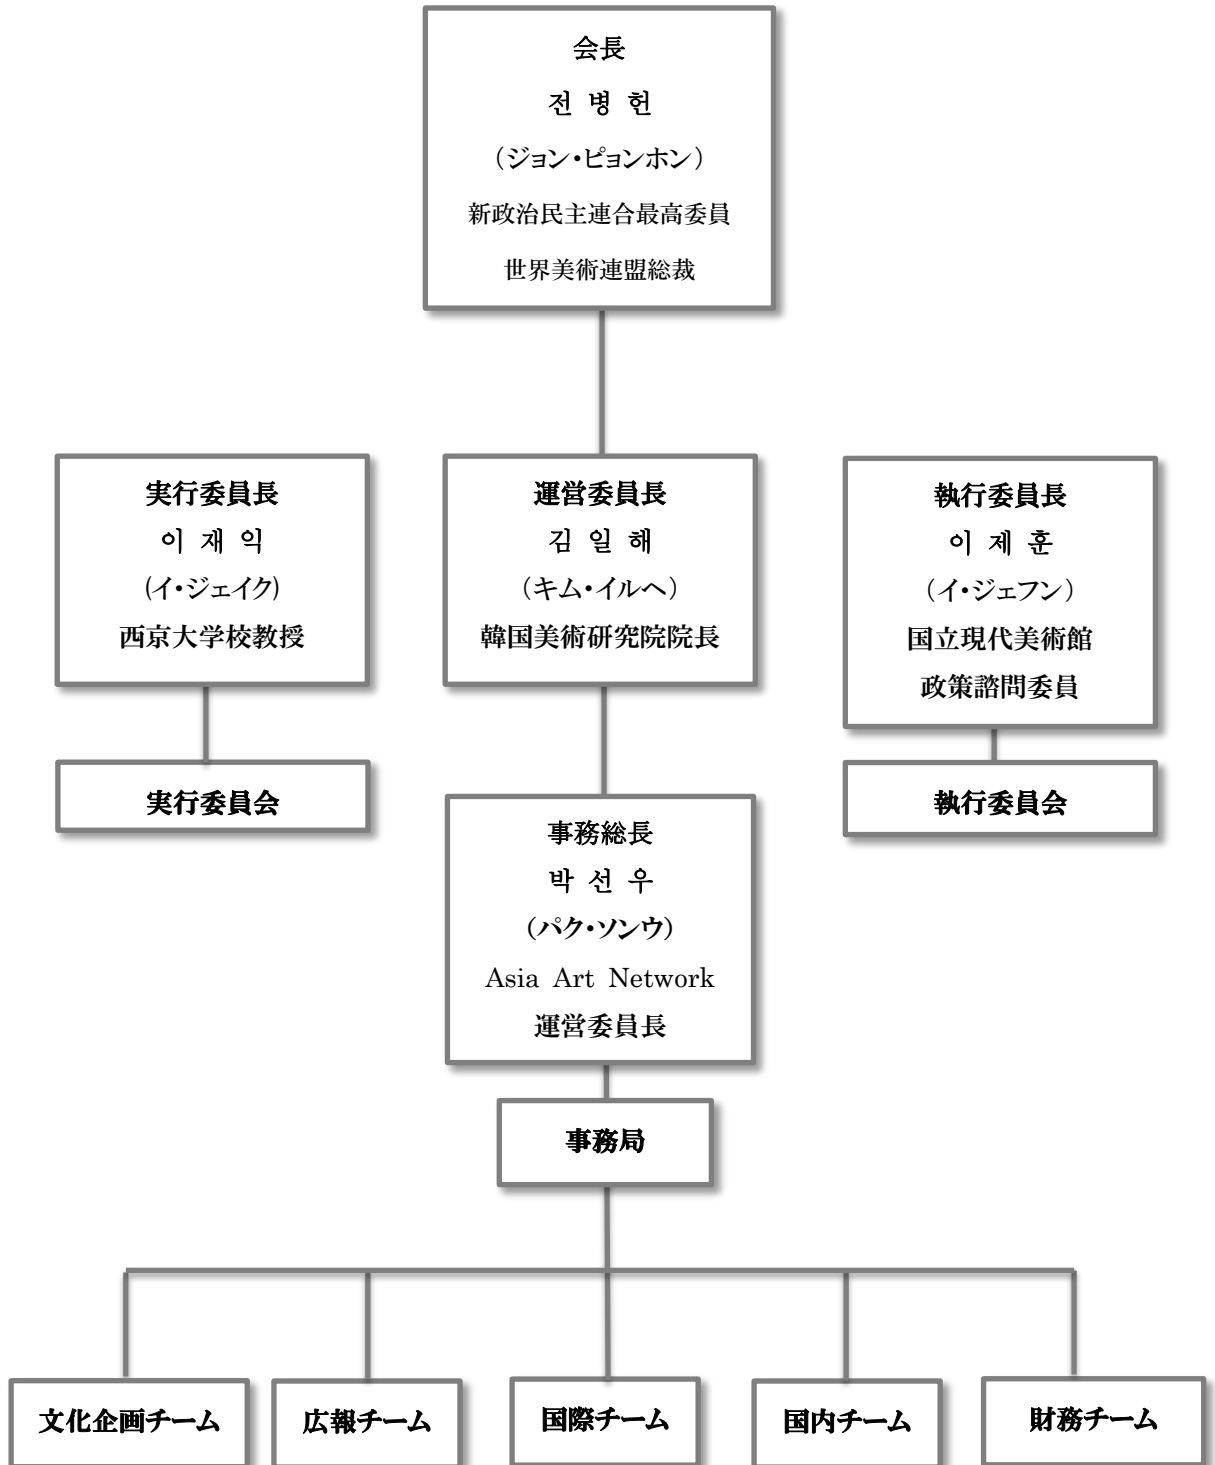 会長
전 병 헌
（ジョン・ピョンホン）
新政治民主連合最高委員
世界美術連盟総裁
実行委員長
이 재 익
(イ・ジェイク)
西京大学校教授
運営委員長
김 일 해
（キム・イルヘ）
韓国美術研究院院長
執行委員長
이 제 훈
（イ・ジェフン）
国立現代美術館
政策諮問委員
実行委員会
執行委員会
事務総長
박 선 우
（パク・ソンウ）
Asia Art Network
運営委員長
事務局
文化企画チーム
広報チーム
国際チーム
国内チーム
財務チーム